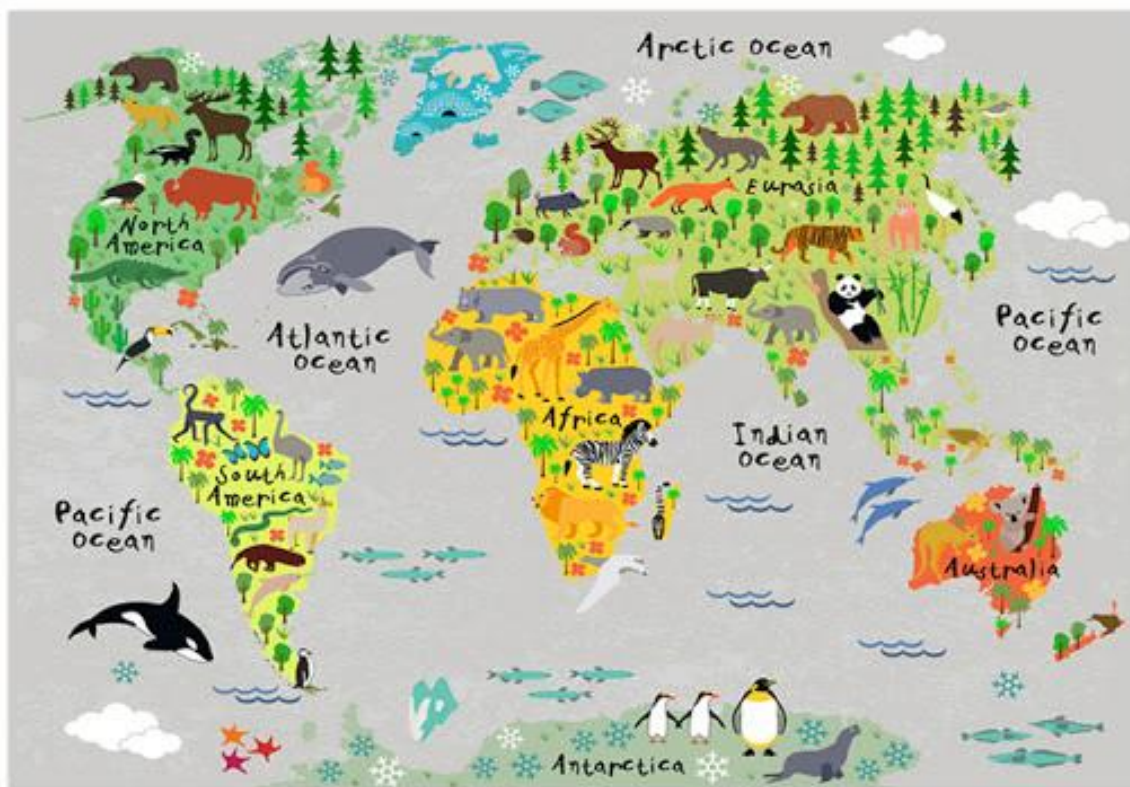 Arctic Ocean
Eurasia
North
America
Atlantic
Ocean
Pacific
Ocean
Africa
Indian
Ocean
South
America
Pacific
Ocean
Australia
Antarctica